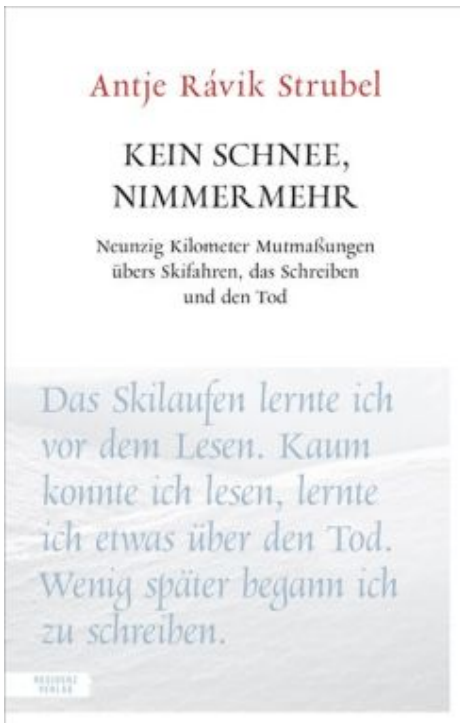 Antje Rávik Strubel
KEIN SCHNEE,
NIMMERMEHR
Neunzig Kilometer Mutmaßungen
übers Skifahren, das Schreiben
und den Tod
Das Skilaufen lernte ich
vor dem Lesen. Kaum
konnte ich lesen, lernte
ich etwas über den Tod.
Wenig später begann ich
zu schreiben.
RESIDENZ
VERLAG